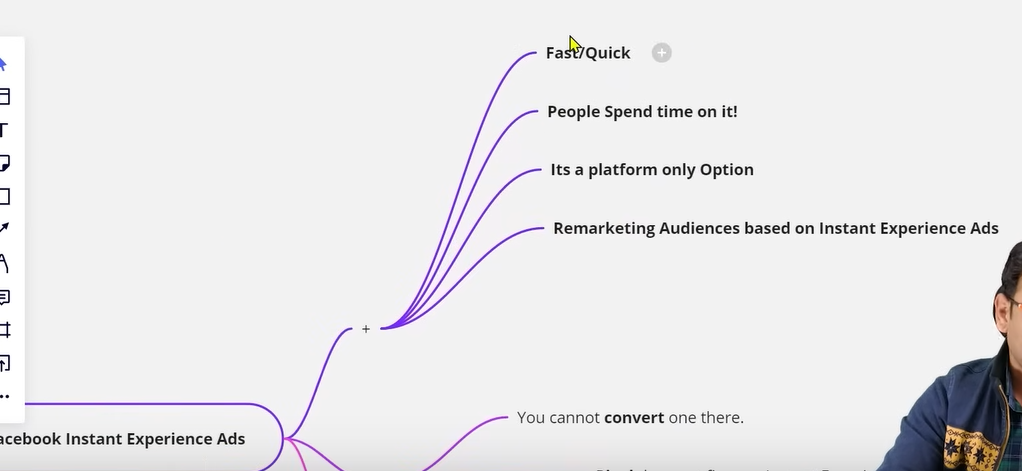 Fast/Quick
People Spend time on it!
Its a platform only Option
Remarketing Audiences based on Instant Experience Ads
+
You cannot convert one there.
acebook Instant Experience Ads